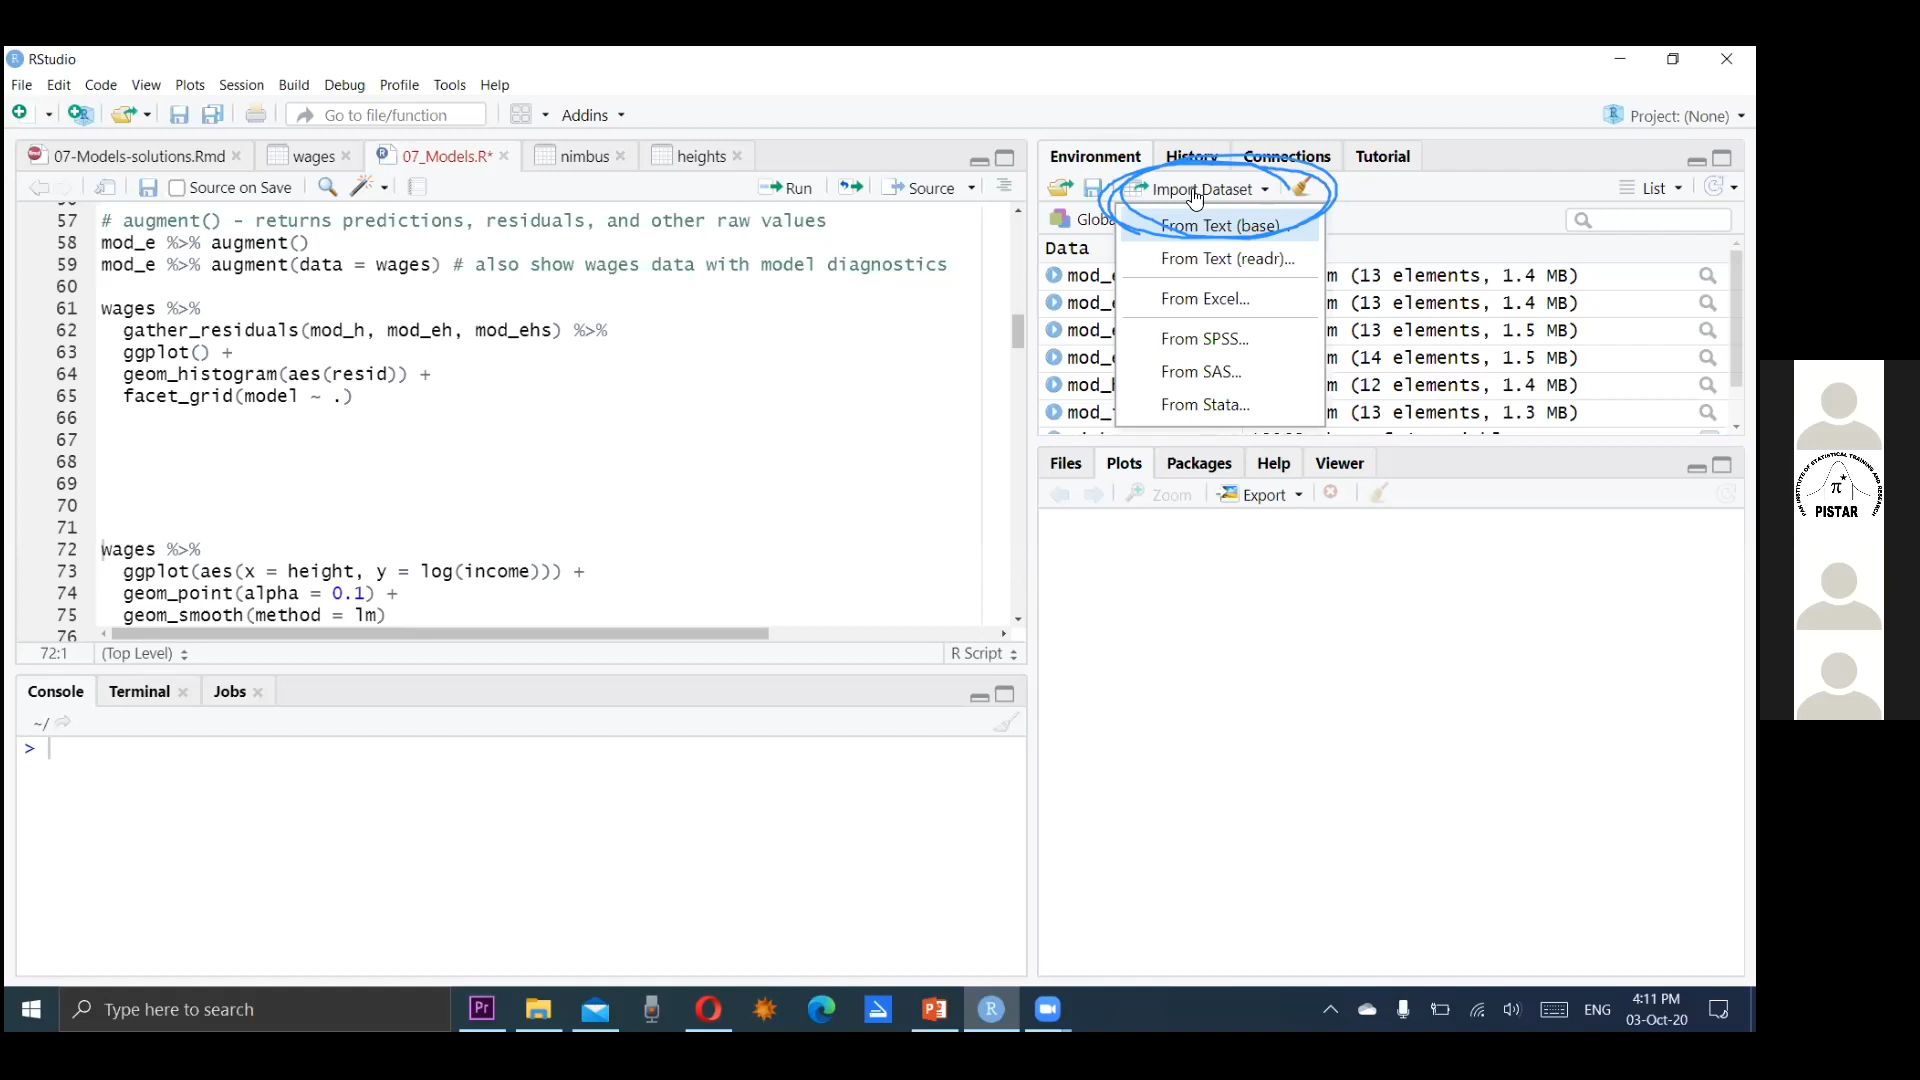 RStudio
File Edit Code View Plots Session Build Debug Profile Tools Help
Go to file/function Addins Project: (None)
07-Models-solutions.Rmd wages 07_Models.R* nimbus heights
Source on Save Run Source
57 # augment() - returns predictions, residuals, and other raw values
58 mod_e %>% augment()
59 mod_e %>% augment(data = wages) # also show wages data with model diagnostics
60
61 wages %>%
62 gather_residuals(mod_h, mod_eh, mod_ehs) %>%
63 ggplot() +
64 geom_histogram(aes(resid)) +
65 facet_grid(model ~ .)
66
67
68
69
70
71
72 wages %>%
73 ggplot(aes(x = height, y = log(income))) +
74 geom_point(alpha = 0.1) +
75 geom_smooth(method = lm)
76
72:1 (Top Level) R Script
Console Terminal Jobs
~/
>
Environment History Connections Tutorial
Import Dataset List
From Text (base)...
From Text (readr)...
From Excel...
From SPSS...
From SAS...
From Stata...
Data
(13 elements, 1.4 MB)
(13 elements, 1.4 MB)
(13 elements, 1.5 MB)
(14 elements, 1.5 MB)
(12 elements, 1.4 MB)
(13 elements, 1.3 MB)
Files Plots Packages Help Viewer
Zoom Export
PAN INSTITUTE OF STATISTICAL TRAINING AND RESEARCH
π
PISTAR
Type here to search
Pr
R
ENG
4:11 PM
03-Oct-20